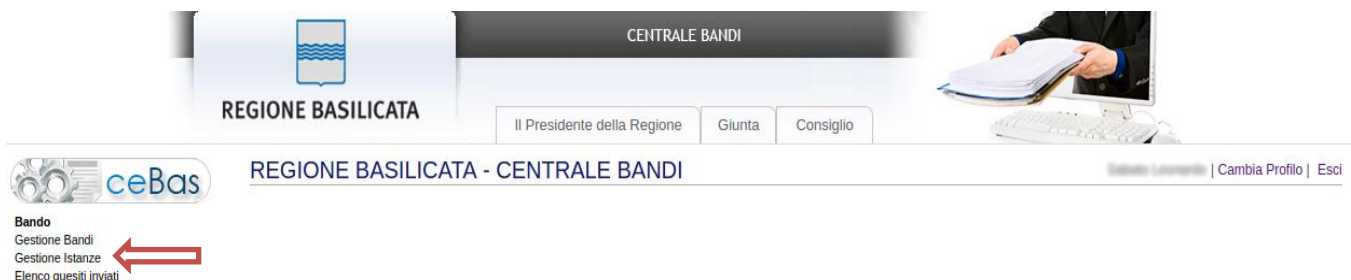 CENTRALE BANDI
REGIONE BASILICATA
Il Presidente della Regione Giunta Consiglio
ceBas
REGIONE BASILICATA - CENTRALE BANDI
| Cambia Profilo | Esci
Bando
Gestione Bandi
Gestione Istanze
Elenco quesiti inviati